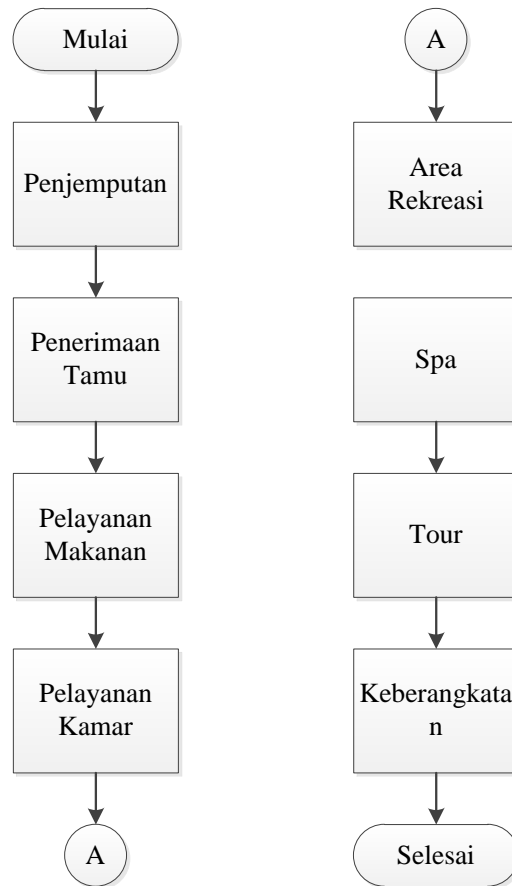 Mulai
Penjemputan
Penerimaan
Tamu
Pelayanan
Makanan
Pelayanan
Kamar
A
A
Area
Rekreasi
Spa
Tour
Keberangkata
n
Selesai